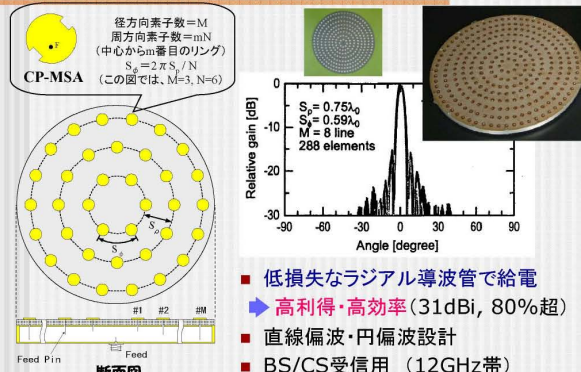 径方向素子数=M
周方向素子数=mN
(中心からm番目のリング)
Sφ=2πSρ/N
(この図では、M=3, N=6)
F
CP-MSA
Sρ
Sφ
#1 #2 #M
Feed Pin
Feed
断面図
Relative gain [dB]
0
-10
-20
-30
Sρ= 0.75λ0
Sφ= 0.59λ0
M = 8 line
288 elements
-90 -60 -30 0 30 60 90
Angle [degree]
■ 低損失なラジアル導波管で給電
高利得・高効率(31dBi, 80%超)
■ 直線偏波・円偏波設計
■ BS/CS受信用 (12GHz帯)